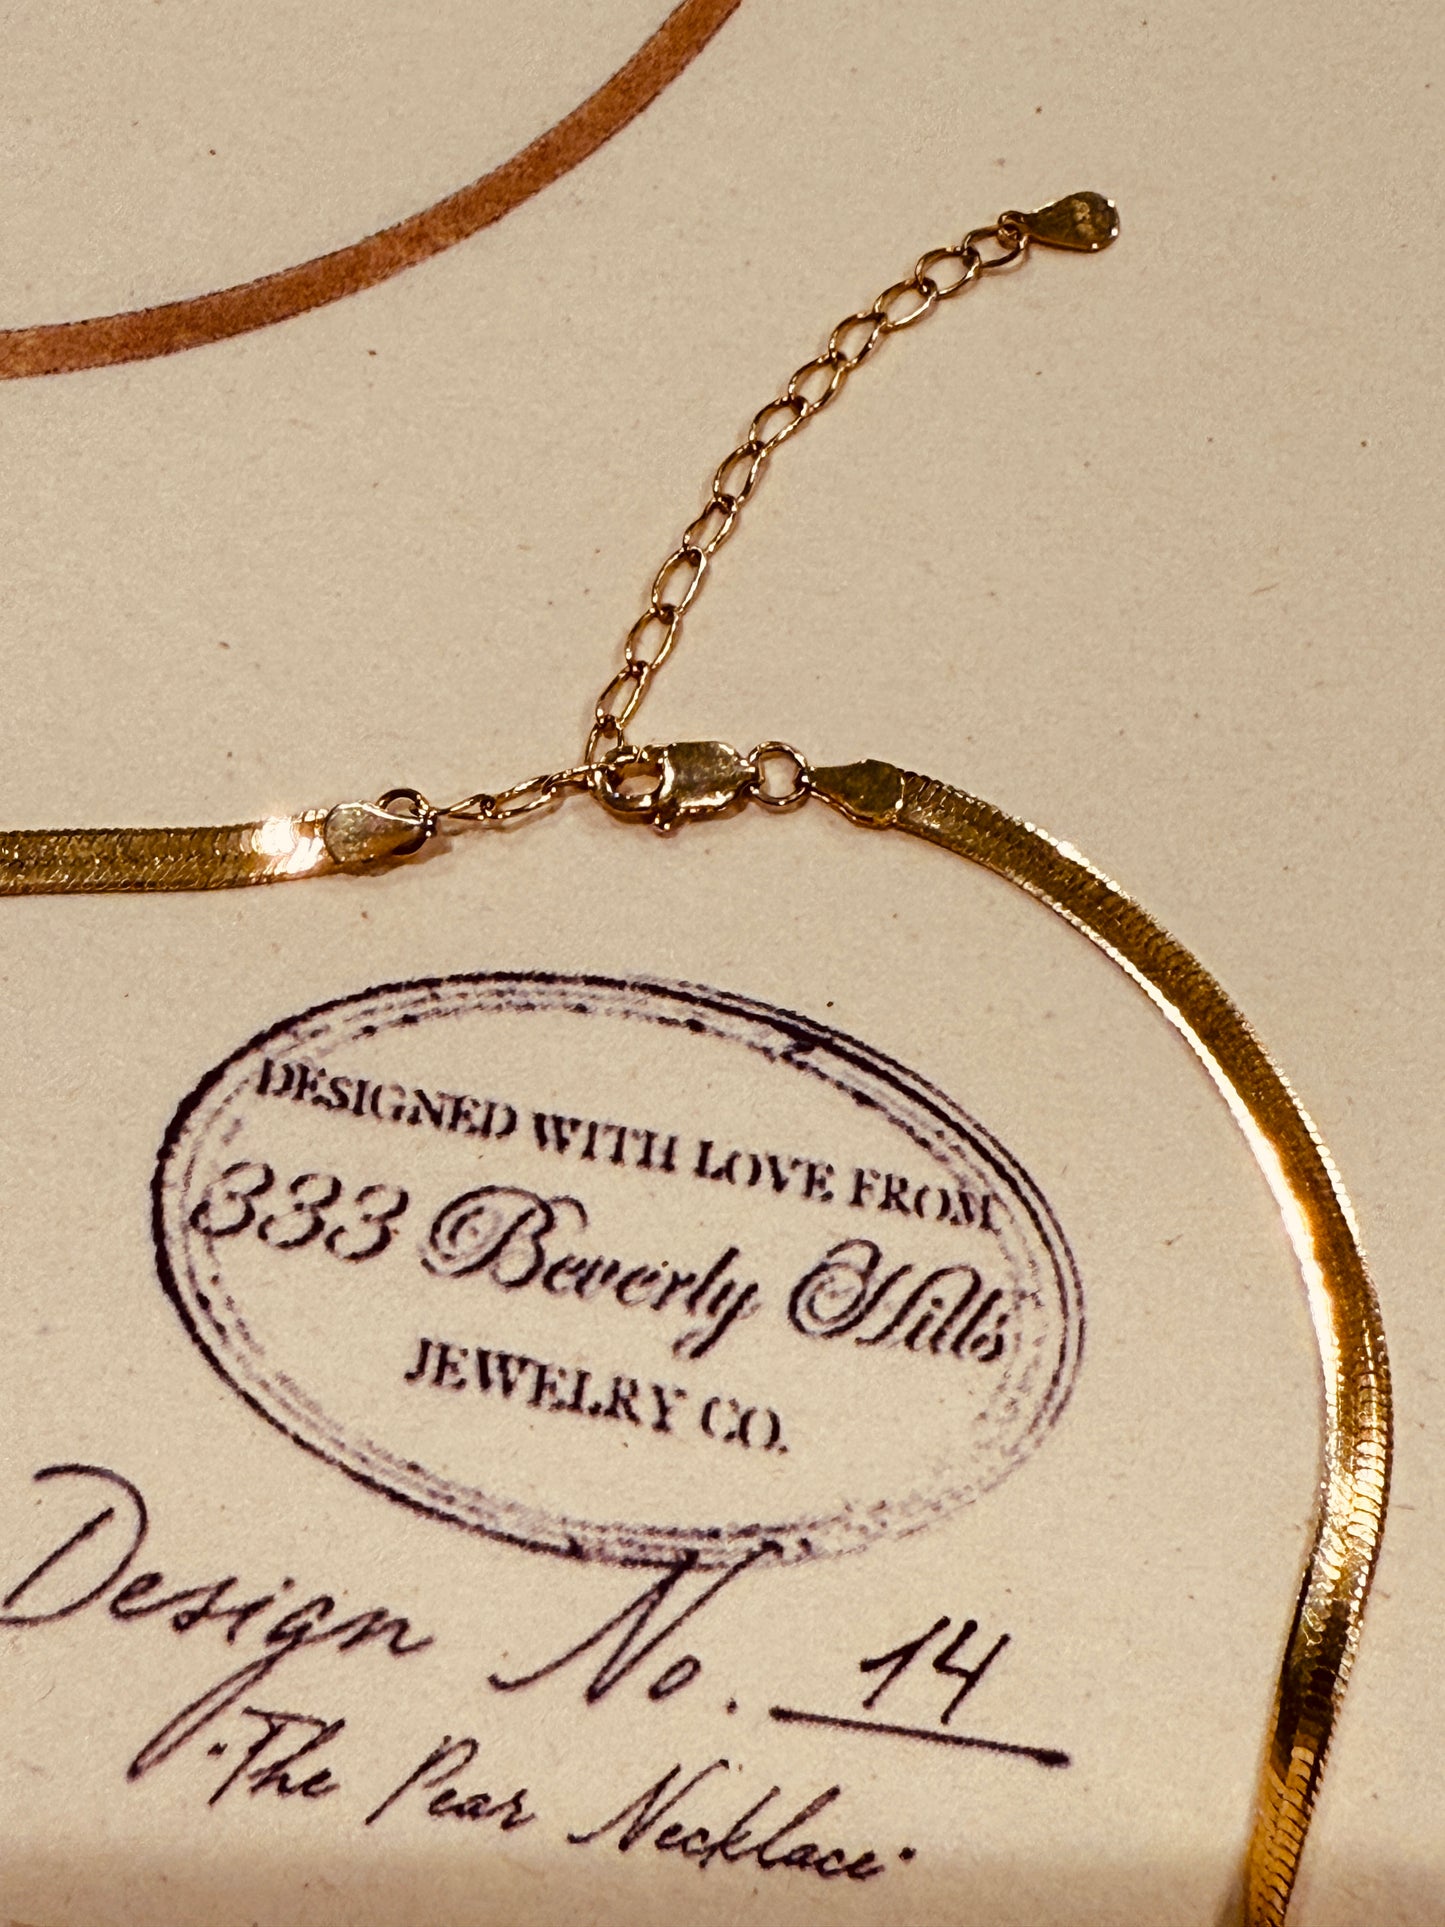 DESIGNED WITH LOVE FROM
333 Beverly Hills
JEWELRY CO.
Design No. 14
"The Pear Necklace"